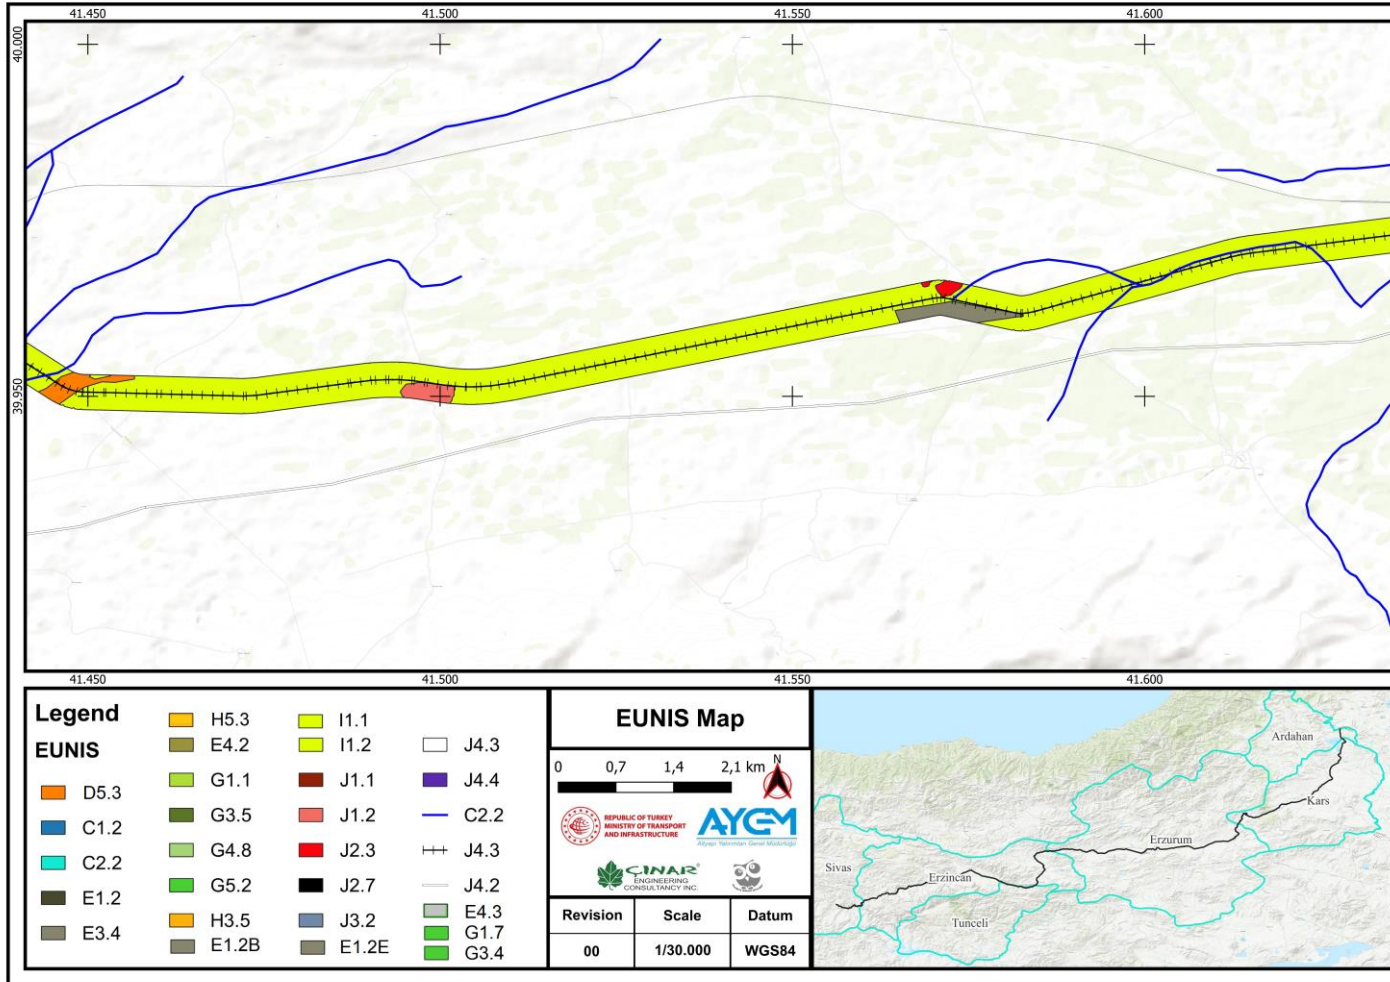 41.450
41.500
41.550
41.600
40.000
39.950
41.450
41.500
41.550
41.600
Legend
EUNIS
D5.3
C1.2
C2.2
E1.2
E3.4
H5.3
E4.2
G1.1
G3.5
G4.8
G5.2
H3.5
E1.2B
I1.1
I1.2
J1.1
J1.2
J2.3
J2.7
J3.2
E1.2E
J4.3
J4.4
C2.2
J4.3
J4.2
E4.3
G1.7
G3.4
EUNIS Map
0 0,7 1,4 2,1 km
N
REPUBLIC OF TURKEY
MINISTRY OF TRANSPORT
AND INFRASTRUCTURE
AYGM
Altyapı Yatırımları Genel Müdürlüğü
ÇINAR
ENGINEERING
CONSULTANCY INC.
Revision Scale Datum
00 1/30.000 WGS84
Ardahan
Kars
Erzurum
Sivas
Erzincan
Tunceli